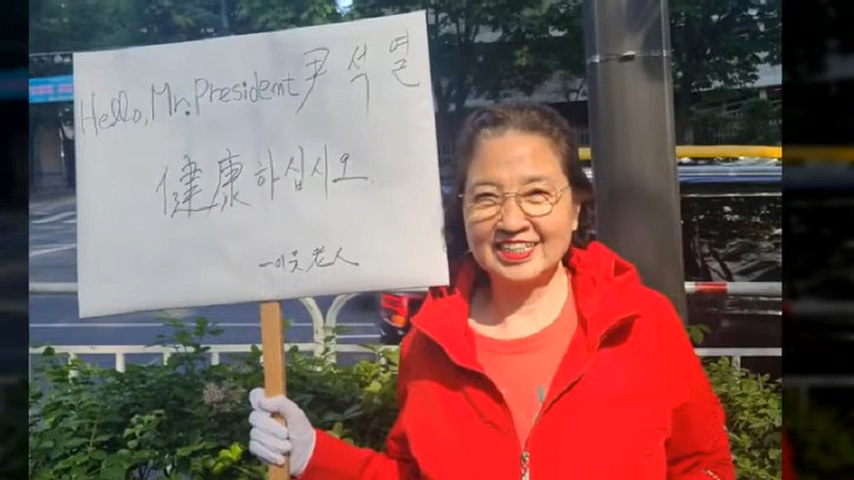 Hello, Mr. President 尹 석열
健康하십시오.
-이웃老人